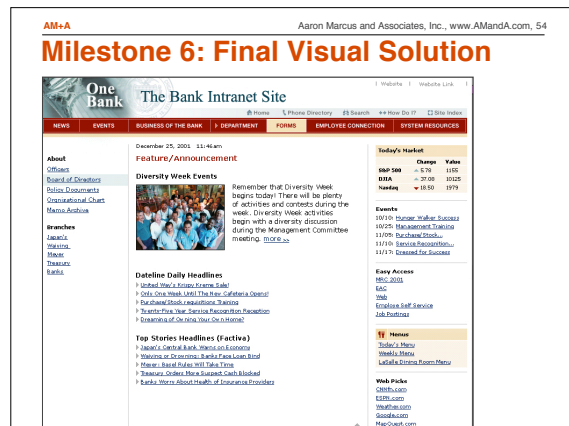 AM+A
Aaron Marcus and Associates, Inc., www.AMandA.com, 54
Milestone 6: Final Visual Solution
One
Bank
The Bank Intranet Site
| Website | Website Link |
Home Phone Directory Search How Do I? Site Index
NEWS EVENTS BUSINESS OF THE BANK DEPARTMENT FORMS EMPLOYEE CONNECTION SYSTEM RESOURCES
About
Officers
Board of Directors
Policy Documents
Organizational Chart
Memo Archive
Branches
Japan's
Waiving
Meyer
Treasury
Banks
December 25, 2001 11:46am
Feature/Announcement
Diversity Week Events
Remember that Diversity Week
begins today! There will be plenty
of activities and contests during the
week. Diversity Week activities
begin with a diversity discussion
during the Management Committee
meeting. more >>
Dateline Daily Headlines
United Way's Krispy Kreme Sale!
Only One Week Until The New Cafeteria Opens!
Purchase/Stock requisitions Training
Twenty-Five Year Service Recognition Reception
Dreaming of Owning Your Own Home?
Top Stories Headlines (Factiva)
Japan's Central Bank Warns on Economy
Waiving or Drowning: Banks Face Loan Bind
Meyer: Basel Rules Will Take Time
Treasury Orders More Suspect Cash Blocked
Banks Worry About Health of Insurance Providers
Today's Market
Change Value
S&P 500 5.78 1155
DJIA 37.08 10125
Nasdaq 18.50 1979
Events
10/10: Hunger Walker Success
10/25: Management Training
11/05: Purchase/Stock...
11/10: Service Recognition...
11/17: Dressed for Success
Easy Access
MRC 2001
EAC
Web
Employee Self Service
Job Postings
Menus
Today's Menu
Weekly Menu
LaSalle Dining Room Menu
Web Picks
CNNfn.com
ESPN.com
Weather.com
Google.com
MapQuest.com